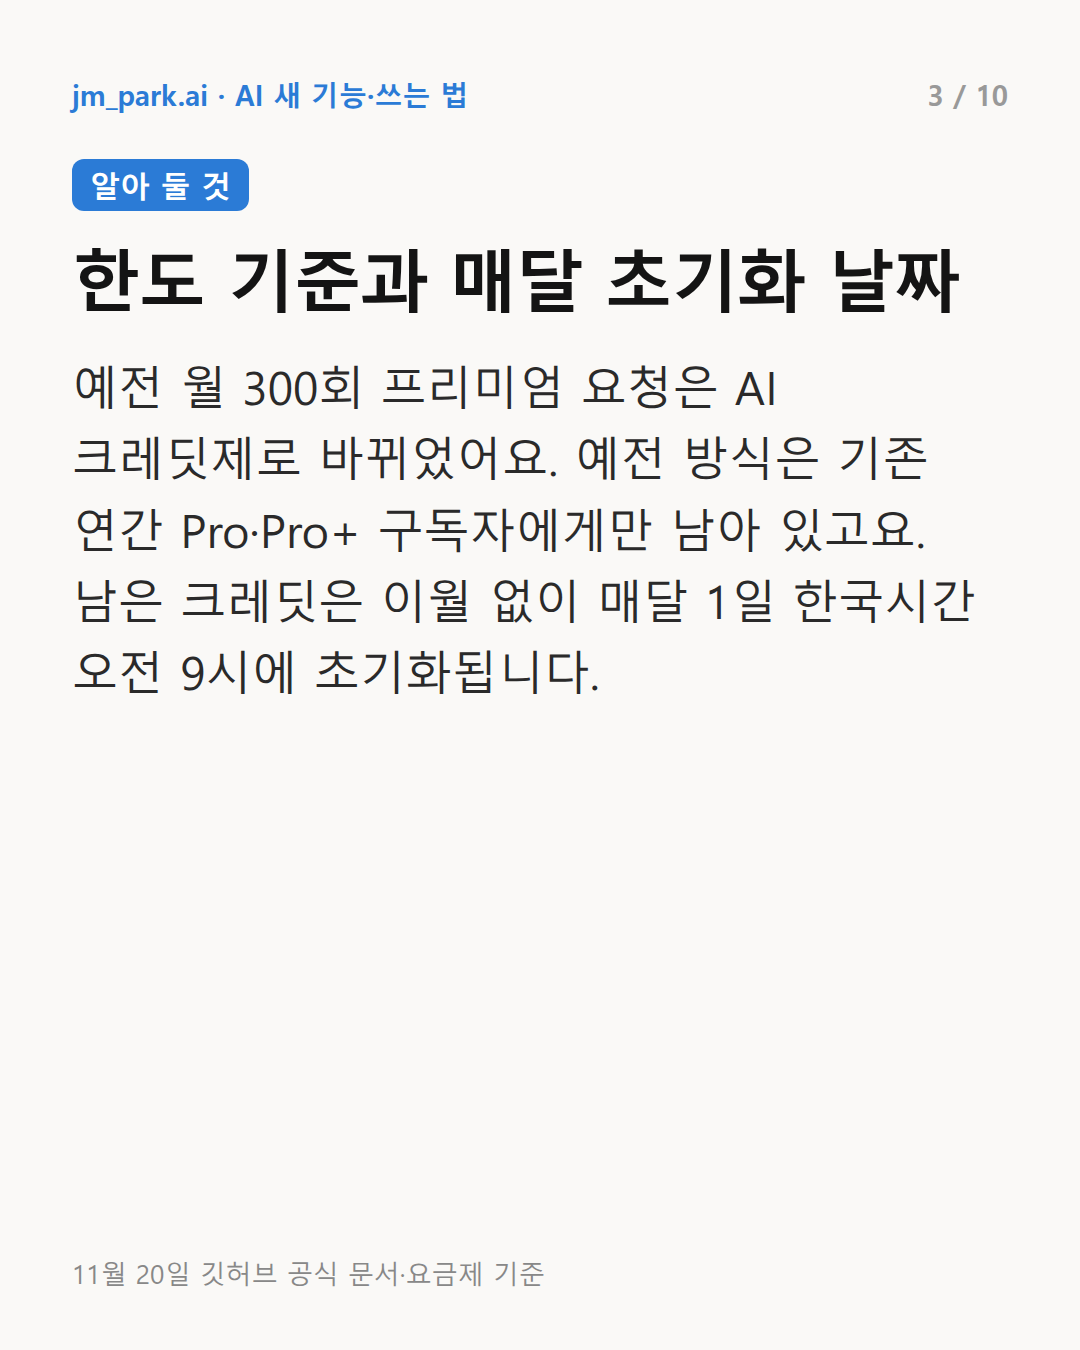 jm_park.ai · AI 새 기능·쓰는 법
3 / 10
알아 둘 것
한도 기준과 매달 초기화 날짜
예전 월 300회 프리미엄 요청은 AI
크레딧제로 바뀌었어요. 예전 방식은 기존
연간 Pro·Pro+ 구독자에게만 남아 있고요.
남은 크레딧은 이월 없이 매달 1일 한국시간
오전 9시에 초기화됩니다.
11월 20일 깃허브 공식 문서·요금제 기준